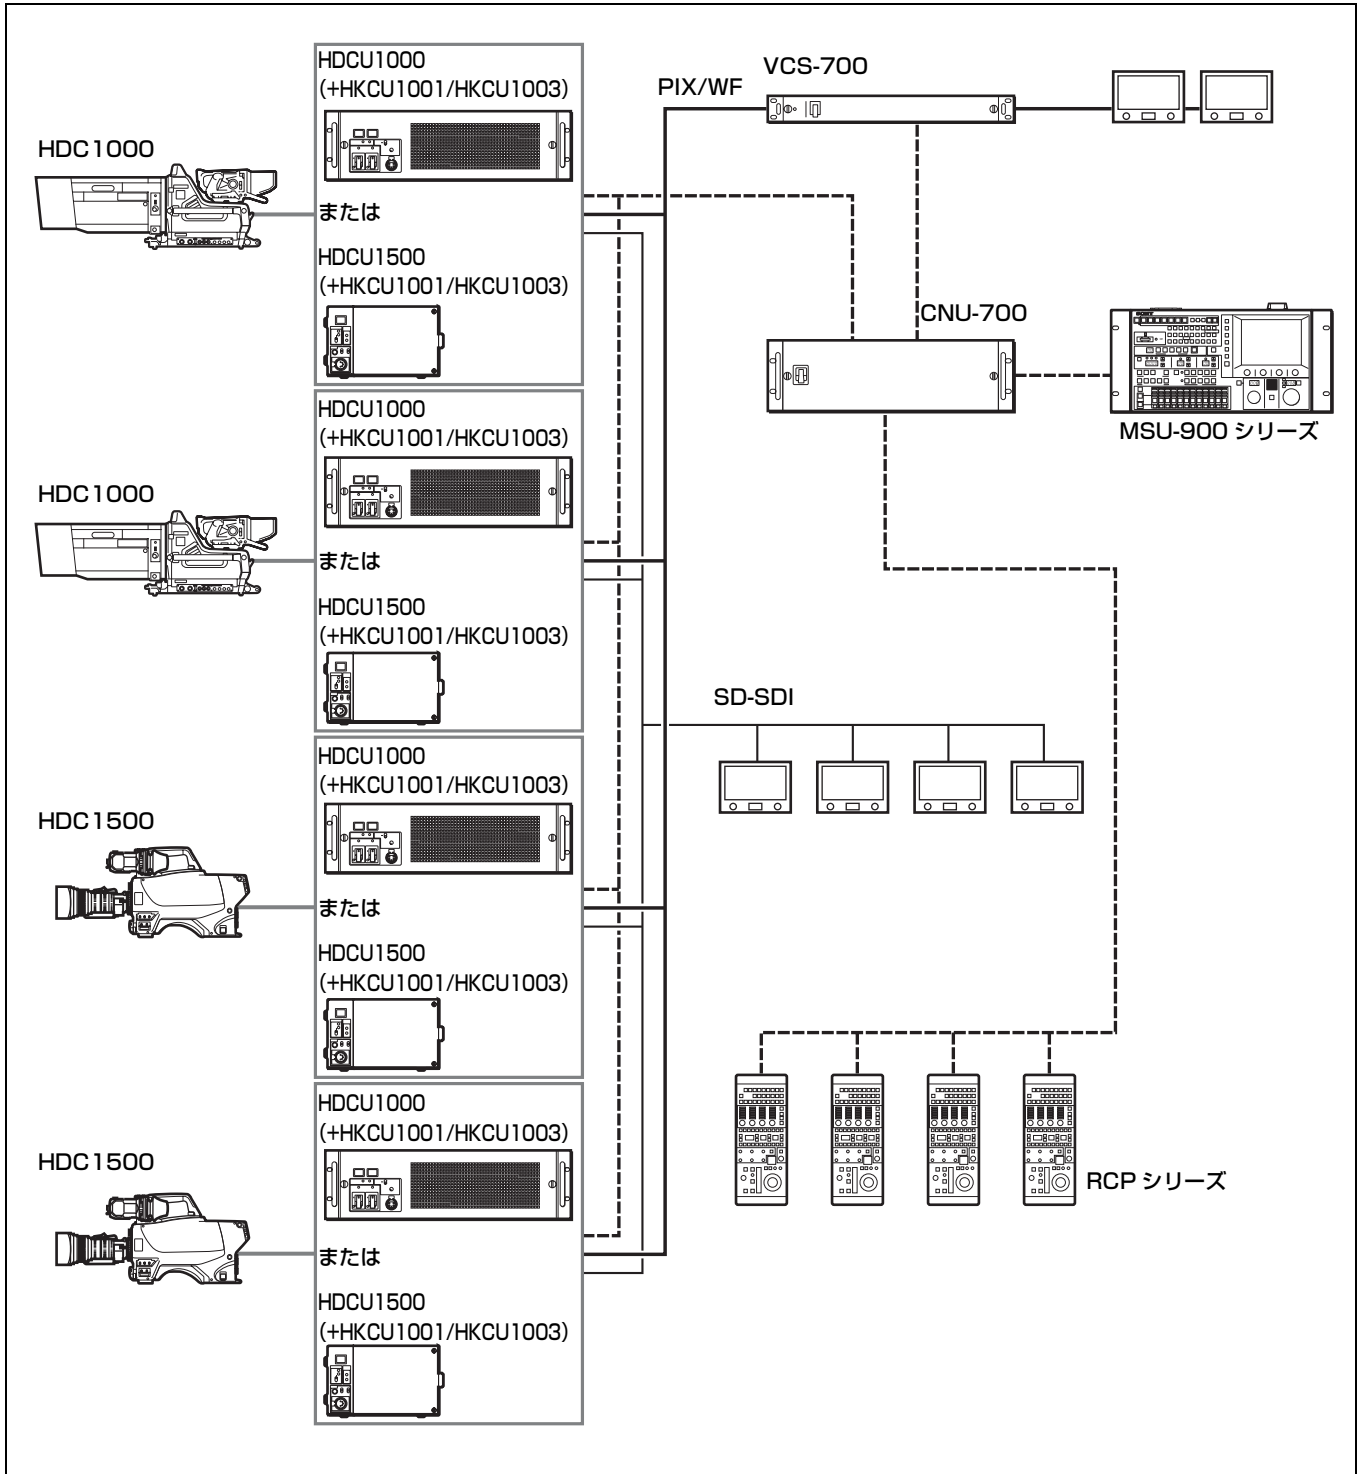 HDC1000
HDCU1000
(+HKCU1001/HKCU1003)
または
HDCU1500
(+HKCU1001/HKCU1003)
HDC1000
HDCU1000
(+HKCU1001/HKCU1003)
または
HDCU1500
(+HKCU1001/HKCU1003)
HDC1500
HDCU1000
(+HKCU1001/HKCU1003)
または
HDCU1500
(+HKCU1001/HKCU1003)
HDC1500
HDCU1000
(+HKCU1001/HKCU1003)
または
HDCU1500
(+HKCU1001/HKCU1003)
PIX/WF
VCS-700
CNU-700
SONY
MSU-900 シリーズ
SD-SDI
RCP シリーズ